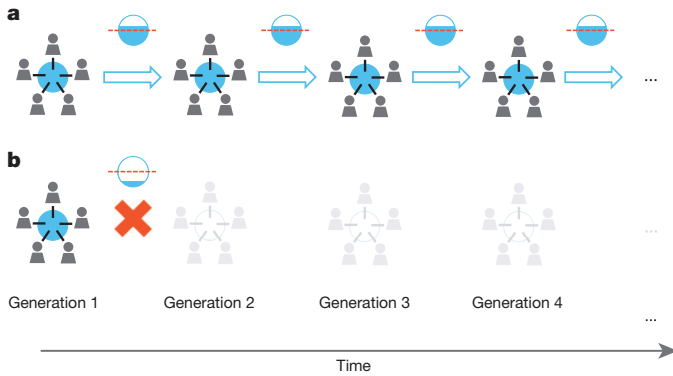 a
...
b
...
Generation 1 Generation 2 Generation 3 Generation 4
...
Time